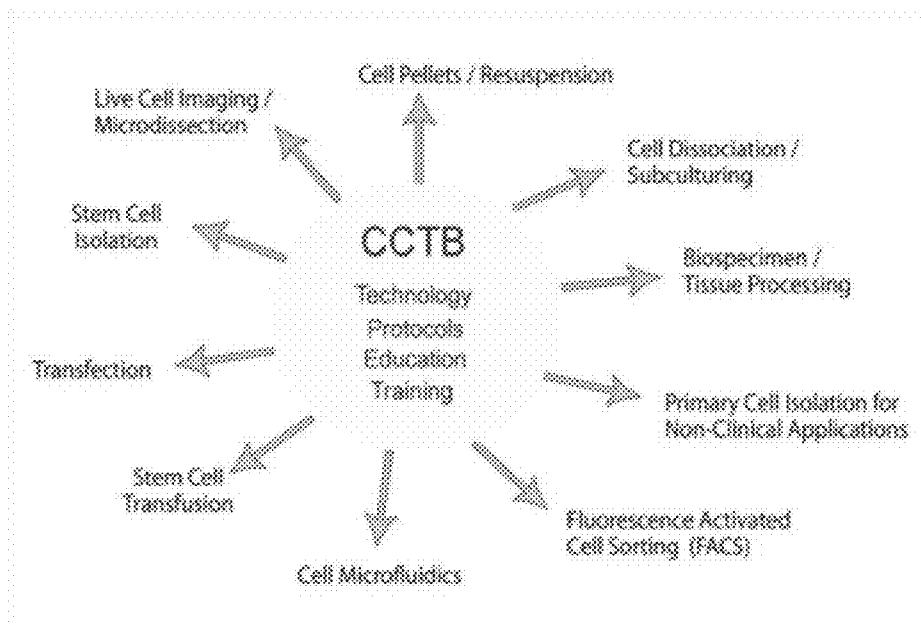 Cell Pellets / Resuspension
Live Cell Imaging /
Microdissection
Cell Dissociation /
Subculturing
Stem Cell
Isolation
CCTB
Technology
Protocols
Education
Training
Biospecimen /
Tissue Processing
Transfection
Primary Cell Isolation for
Non-Clinical Applications
Stem Cell
Transfusion
Fluorescence Activated
Cell Sorting (FACS)
Cell Microfluidics